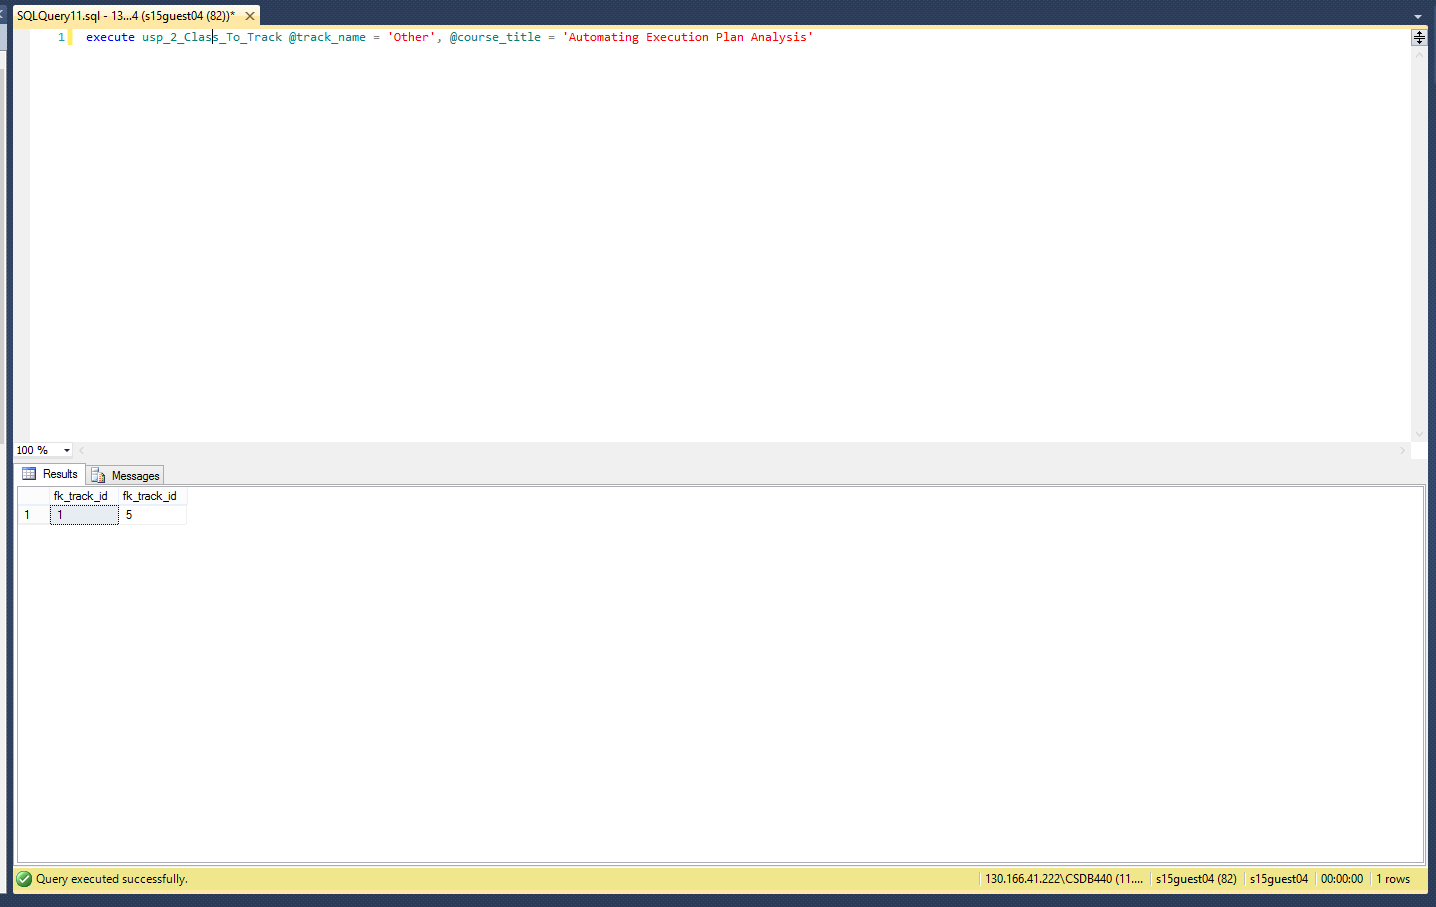 SQLQuery11.sql - 13...4 (s15guest04 (82))*
1 execute usp_2_Class_To_Track @track_name = 'Other', @course_title = 'Automating Execution Plan Analysis'
100 %
Results Messages
fk_track_id fk_track_id
1 1 5
Query executed successfully. 130.166.41.222\CSDB440 (11.... s15guest04 (82) s15guest04 00:00:00 1 rows